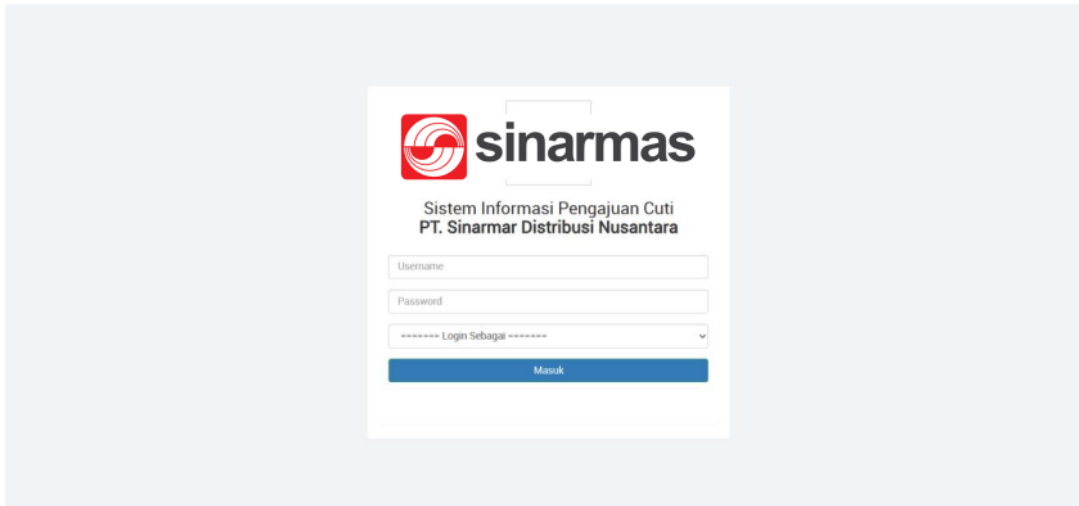 sinarmas
Sistem Informasi Pengajuan Cuti
PT. Sinarmar Distribusi Nusantara
Username
Password
======= Login Sebagai =======
Masuk